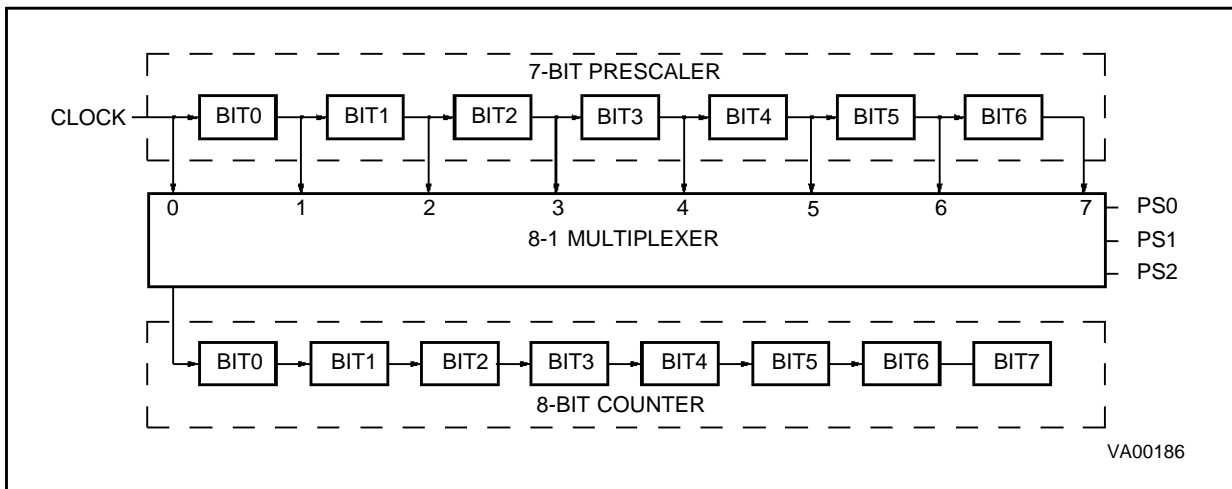 7-BIT PRESCALER
CLOCK BIT0 BIT1 BIT2 BIT3 BIT4 BIT5 BIT6
0 1 2 3 4 5 6 7 PS0
8-1 MULTIPLEXER PS1
PS2
BIT0 BIT1 BIT2 BIT3 BIT4 BIT5 BIT6 BIT7
8-BIT COUNTER
VA00186